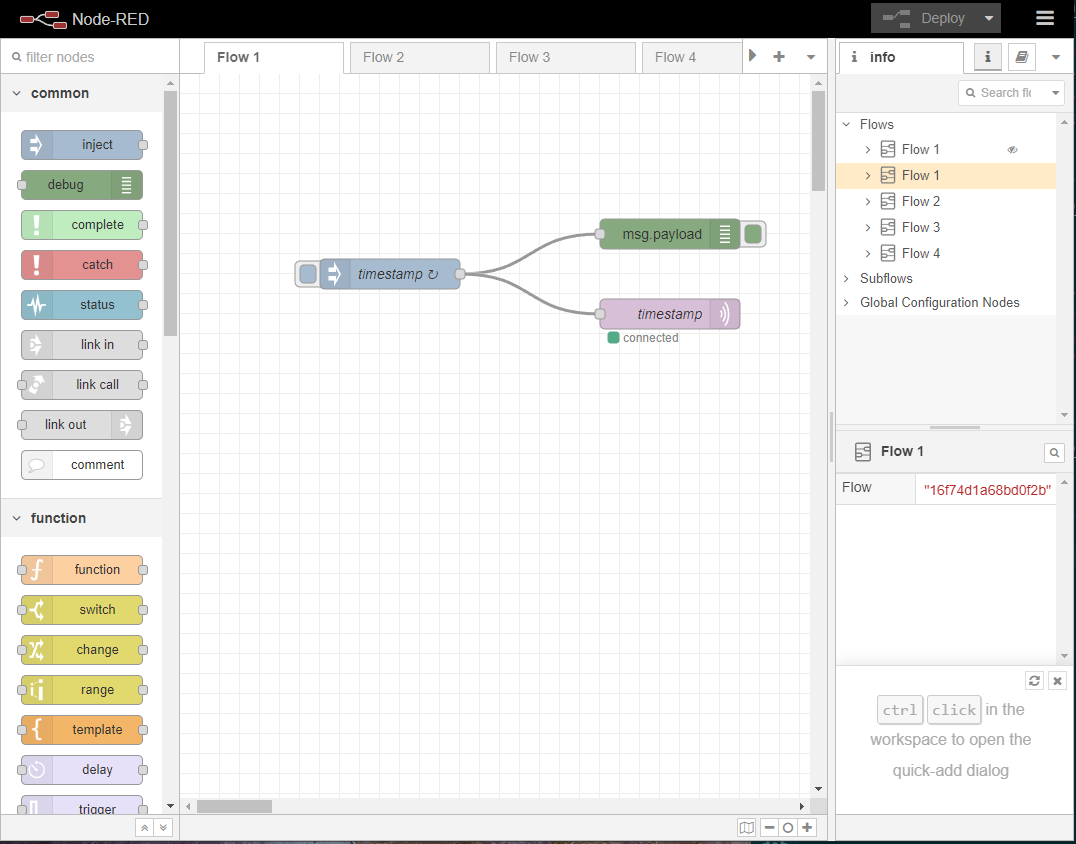 Node-RED
Deploy
filter nodes
Flow 1
Flow 2
Flow 3
Flow 4
info
common
inject
debug
complete
catch
status
link in
link call
link out
comment
function
function
switch
change
range
template
delay
trigger
timestamp ↻
msg.payload
timestamp
connected
Search flo
Flows
Flow 1
Flow 1
Flow 2
Flow 3
Flow 4
Subflows
Global Configuration Nodes
Flow 1
Flow "16f74d1a68bd0f2b"
ctrl click in the
workspace to open the
quick-add dialog